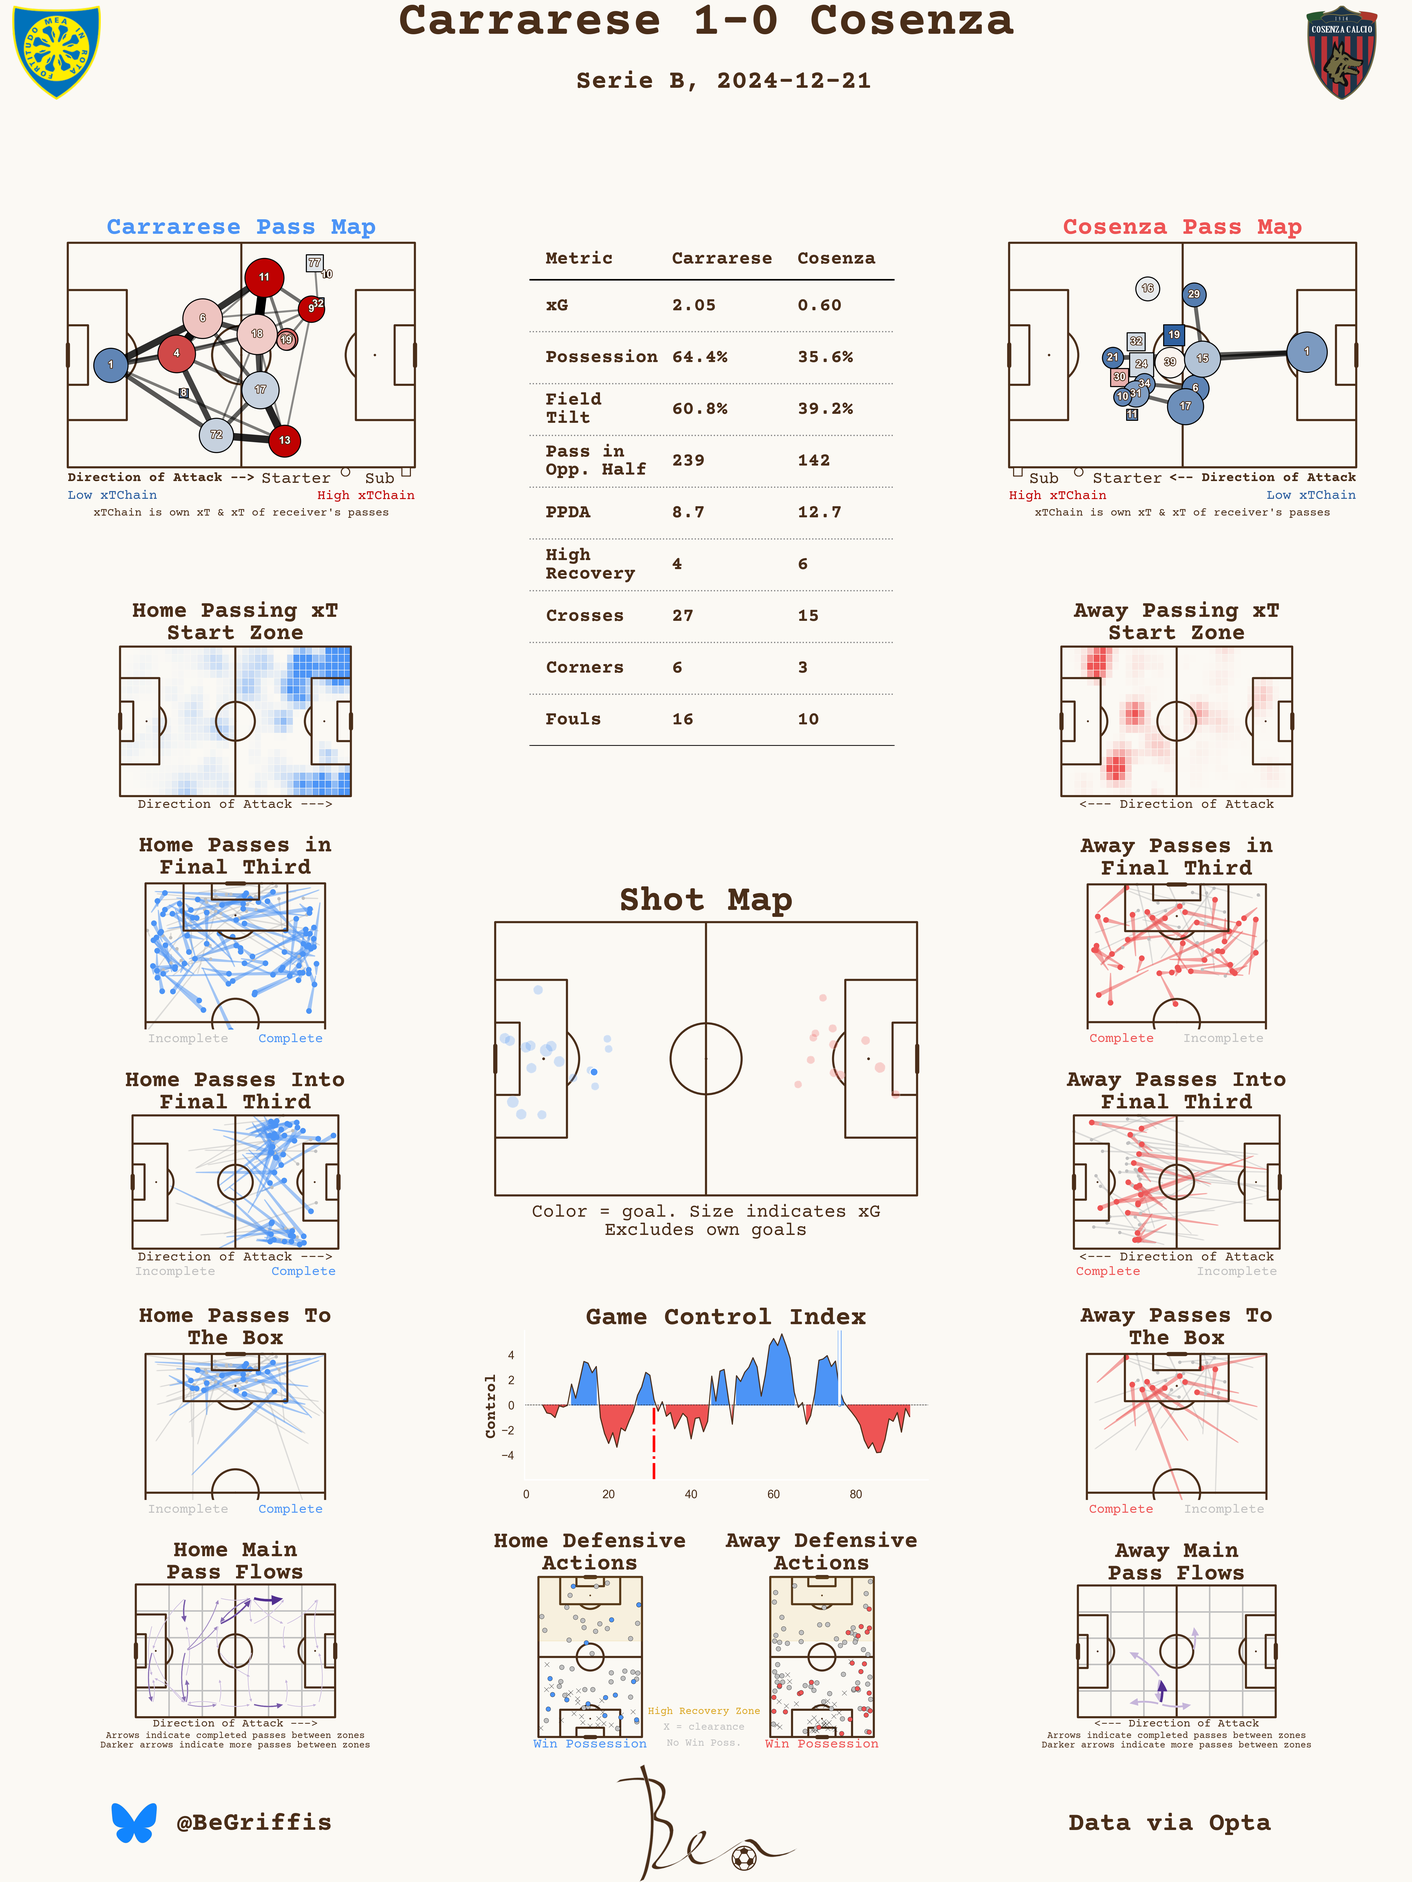 Carrarese 1-0 Cosenza
Serie B, 2024-12-21
FORTITUDO MEA IN ROTA
1914
COSENZA CALCIO
Carrarese Pass Map
1
4
6
8
72
11
18
17
13
19
9
32
77
10
Direction of Attack --> Starter Sub
Low xTChain High xTChain
xTChain is own xT & xT of receiver's passes
Metric Carrarese Cosenza
xG 2.05 0.60
Possession 64.4% 35.6%
Field
Tilt 60.8% 39.2%
Pass in
Opp. Half 239 142
PPDA 8.7 12.7
High
Recovery 4 6
Crosses 27 15
Corners 6 3
Fouls 16 10
Cosenza Pass Map
16
29
19
32
21
24
39
15
1
30
34
10
31
6
17
11
Sub Starter <-- Direction of Attack
High xTChain Low xTChain
xTChain is own xT & xT of receiver's passes
Home Passing xT
Start Zone
Direction of Attack --->
Away Passing xT
Start Zone
<--- Direction of Attack
Home Passes in
Final Third
Incomplete Complete
Away Passes in
Final Third
Complete Incomplete
Shot Map
Color = goal. Size indicates xG
Excludes own goals
Home Passes Into
Final Third
Direction of Attack --->
Incomplete Complete
Away Passes Into
Final Third
<--- Direction of Attack
Complete Incomplete
Game Control Index
Control
4
2
0
−2
−4
0 20 40 60 80
Home Passes To
The Box
Incomplete Complete
Away Passes To
The Box
Complete Incomplete
Home Main
Pass Flows
Direction of Attack --->
Arrows indicate completed passes between zones
Darker arrows indicate more passes between zones
Home Defensive
Actions
Win Possession
Away Defensive
Actions
Win Possession
High Recovery Zone
X = clearance
No Win Poss.
Away Main
Pass Flows
<--- Direction of Attack
Arrows indicate completed passes between zones
Darker arrows indicate more passes between zones
@BeGriffis
Ben
Data via Opta